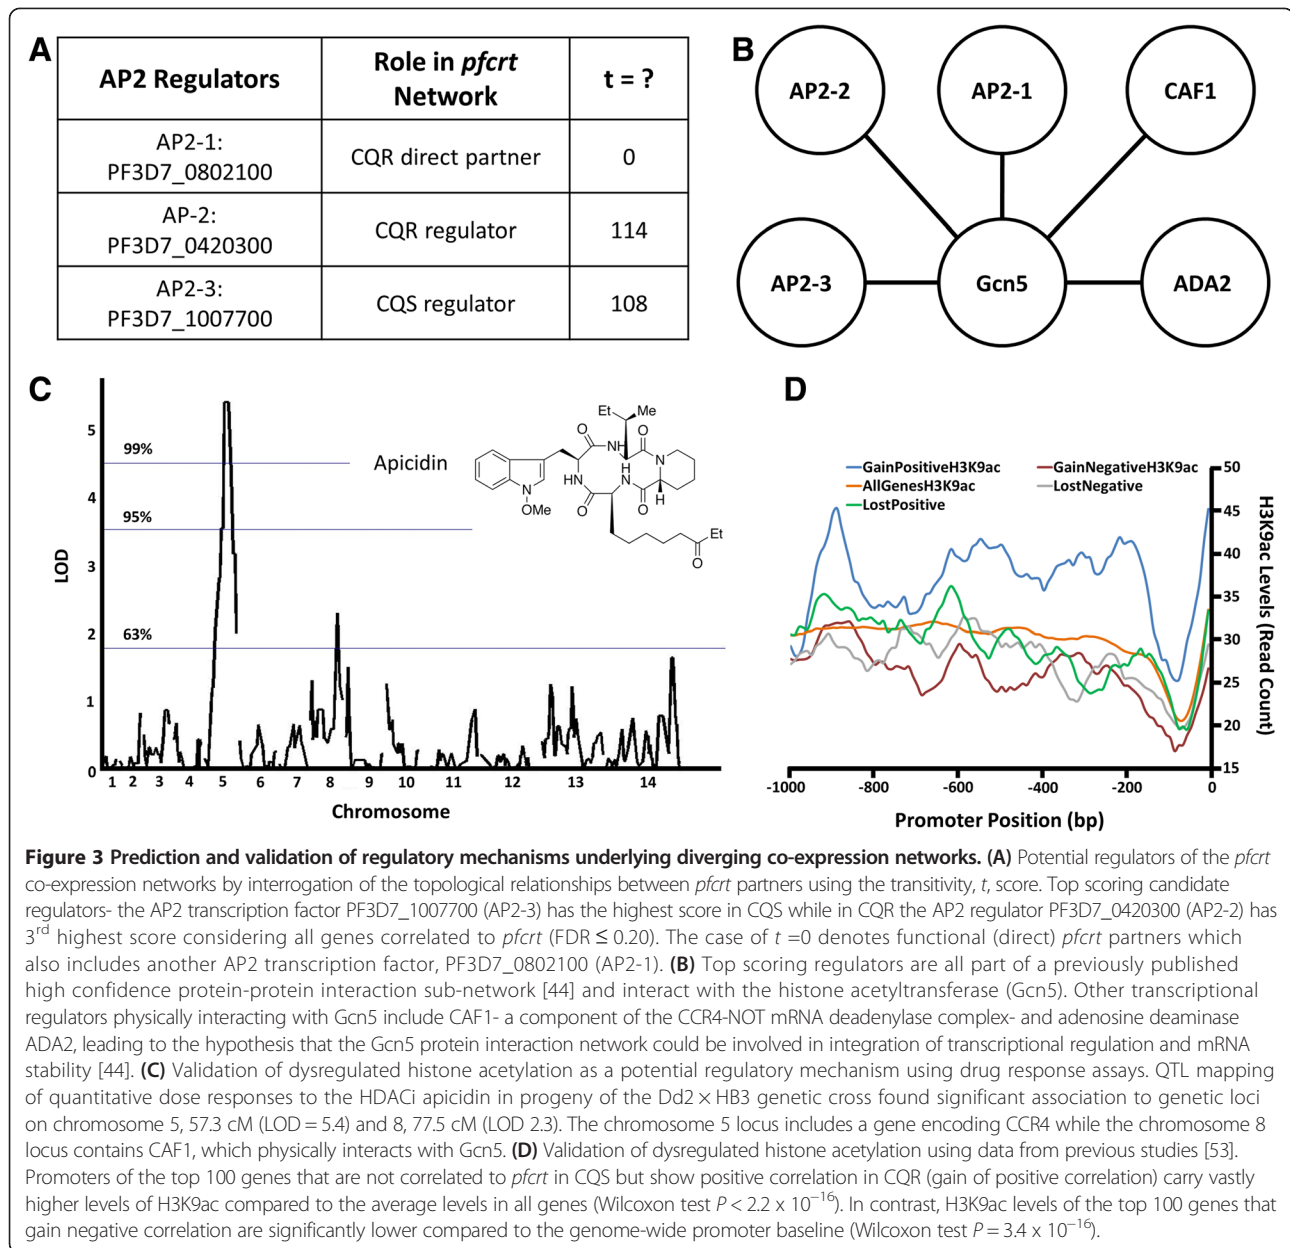 A
AP2 Regulators
Role in pfcrt
Network
t = ?
AP2-1:
PF3D7_0802100
CQR direct partner
0
AP-2:
PF3D7_0420300
CQR regulator
114
AP2-3:
PF3D7_1007700
CQS regulator
108
B
AP2-2
AP2-1
CAF1
AP2-3
Gcn5
ADA2
C
5
4
3
2
1
0
LOD
99%
95%
63%
Apicidin
Et
Me
O
NH
O
H
N
N
NH
N
O
O
H
OMe
Et
O
1 2 3 4 5 6 7 8 9 10 11 12 13 14
Chromosome
D
GainPositiveH3K9ac
GainNegativeH3K9ac
AllGenesH3K9ac
LostNegative
LostPositive
50
45
40
35
30
25
20
15
H3K9ac Levels (Read Count)
-1000 -800 -600 -400 -200 0
Promoter Position (bp)
Figure 3 Prediction and validation of regulatory mechanisms underlying diverging co-expression networks. (A) Potential regulators of the pfcrt
co-expression networks by interrogation of the topological relationships between pfcrt partners using the transitivity, t, score. Top scoring candidate
regulators- the AP2 transcription factor PF3D7_1007700 (AP2-3) has the highest score in CQS while in CQR the AP2 regulator PF3D7_0420300 (AP2-2) has
3rd highest score considering all genes correlated to pfcrt (FDR ≤ 0.20). The case of t =0 denotes functional (direct) pfcrt partners which
also includes another AP2 transcription factor, PF3D7_0802100 (AP2-1). (B) Top scoring regulators are all part of a previously published
high confidence protein-protein interaction sub-network [44] and interact with the histone acetyltransferase (Gcn5). Other transcriptional
regulators physically interacting with Gcn5 include CAF1- a component of the CCR4-NOT mRNA deadenylase complex- and adenosine deaminase
ADA2, leading to the hypothesis that the Gcn5 protein interaction network could be involved in integration of transcriptional regulation and mRNA
stability [44]. (C) Validation of dysregulated histone acetylation as a potential regulatory mechanism using drug response assays. QTL mapping
of quantitative dose responses to the HDACi apicidin in progeny of the Dd2 × HB3 genetic cross found significant association to genetic loci
on chromosome 5, 57.3 cM (LOD = 5.4) and 8, 77.5 cM (LOD 2.3). The chromosome 5 locus includes a gene encoding CCR4 while the chromosome 8
locus contains CAF1, which physically interacts with Gcn5. (D) Validation of dysregulated histone acetylation using data from previous studies [53].
Promoters of the top 100 genes that are not correlated to pfcrt in CQS but show positive correlation in CQR (gain of positive correlation) carry vastly
higher levels of H3K9ac compared to the average levels in all genes (Wilcoxon test P < 2.2 x 10−16). In contrast, H3K9ac levels of the top 100 genes that
gain negative correlation are significantly lower compared to the genome-wide promoter baseline (Wilcoxon test P = 3.4 x 10−16).